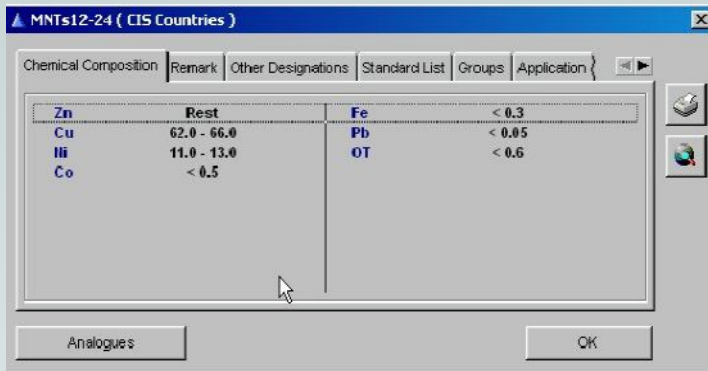 MNTs12-24 ( CIS Countries )
Chemical Composition Remark Other Designations Standard List Groups Application
Zn Rest Fe < 0.3
Cu 62.0 - 66.0 Pb < 0.05
Ni 11.0 - 13.0 OT < 0.6
Co < 0.5
Analogues OK